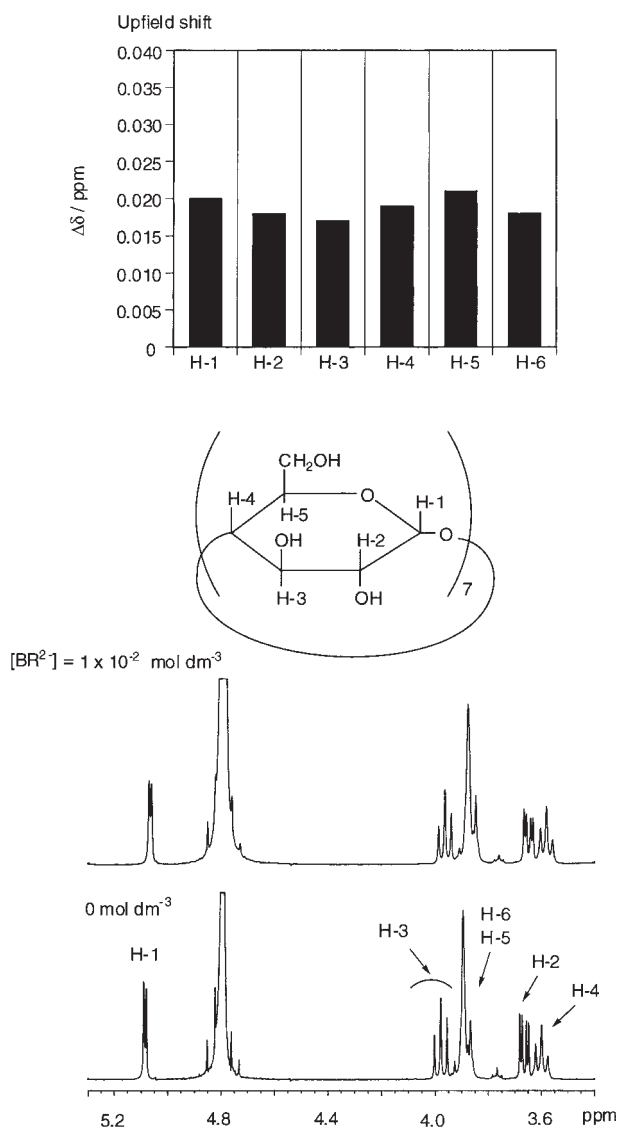 Upfield shift
0.040
0.035
0.030
0.025
0.020
0.015
0.010
0.005
0
Δδ / ppm
H-1 H-2 H-3 H-4 H-5 H-6
CH₂OH
H-4 O H-1
H-5
OH H-2 O
H-3 OH 7
[BR²⁻] = 1 x 10⁻² mol dm⁻³
0 mol dm⁻³
H-1
H-3
H-6
H-5
H-2
H-4
5.2 4.8 4.4 4.0 3.6 ppm